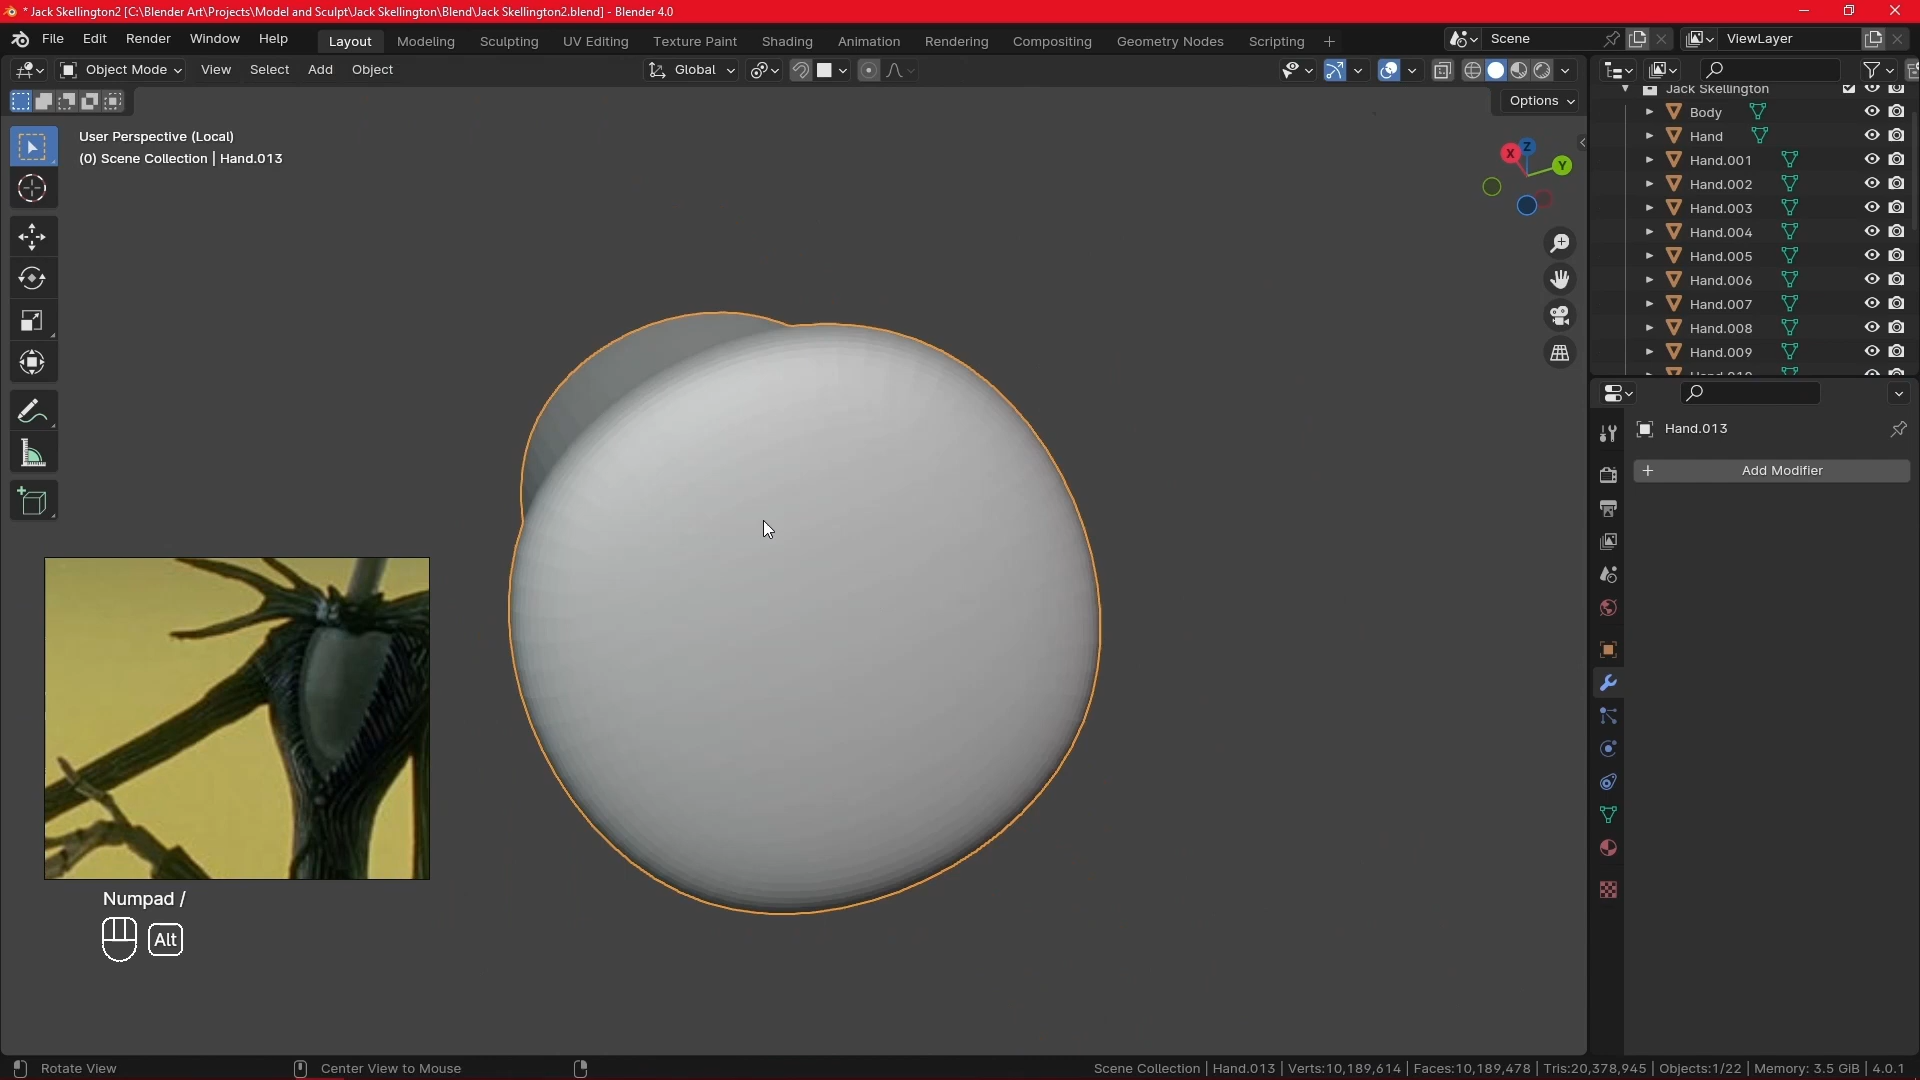 * Jack Skellington2 [C:\Blender Art\Projects\Model and Sculpt\Jack Skellington\Blend\Jack Skellington2.blend] - Blender 4.0
File Edit Render Window Help Layout Modeling Sculpting UV Editing Texture Paint Shading Animation Rendering Compositing Geometry Nodes Scripting + Scene ViewLayer
Object Mode View Select Add Object Global
Options
User Perspective (Local)
(0) Scene Collection | Hand.013
X
Y
Z
Jack Skellington
Body
Hand
Hand.001
Hand.002
Hand.003
Hand.004
Hand.005
Hand.006
Hand.007
Hand.008
Hand.009
Hand.013
+ Add Modifier
Numpad /
Alt
Rotate View Center View to Mouse Scene Collection | Hand.013 | Verts:10,189,614 | Faces:10,189,478 | Tris:20,378,945 | Objects:1/22 | Memory: 3.5 GiB | 4.0.1